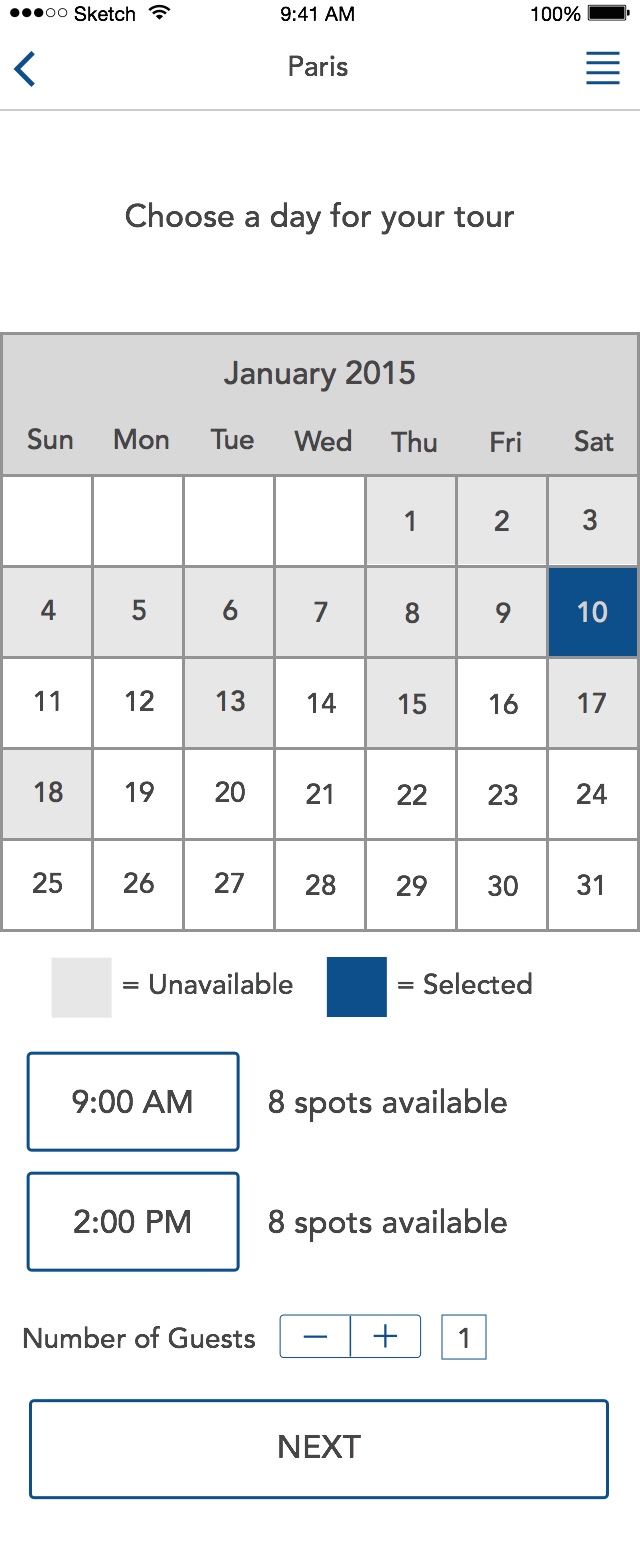 Sketch 9:41 AM 100%
Paris
Choose a day for your tour
January 2015
Sun Mon Tue Wed Thu Fri Sat
1 2 3
4 5 6 7 8 9 10
11 12 13 14 15 16 17
18 19 20 21 22 23 24
25 26 27 28 29 30 31
= Unavailable = Selected
9:00 AM 8 spots available
2:00 PM 8 spots available
Number of Guests − + 1
NEXT